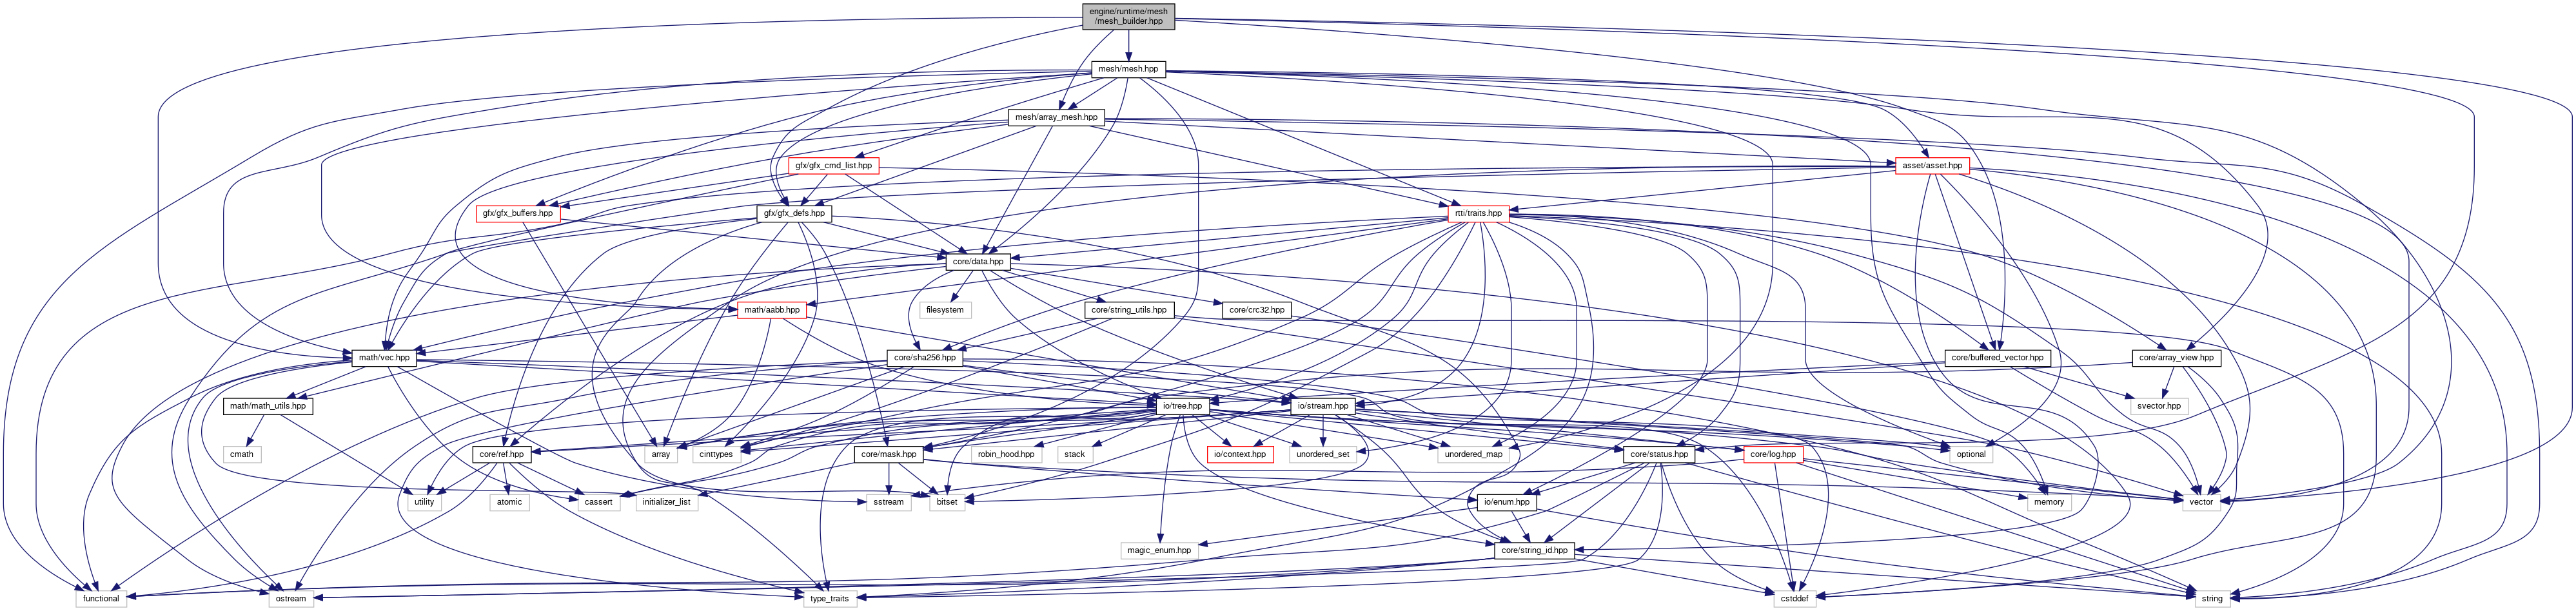 engine/runtime/mesh
/mesh_builder.hpp
mesh/mesh.hpp
mesh/array_mesh.hpp
gfx/gfx_cmd_list.hpp
asset/asset.hpp
gfx/gfx_buffers.hpp
gfx/gfx_defs.hpp
rtti/traits.hpp
core/data.hpp
math/aabb.hpp
filesystem
core/string_utils.hpp
core/crc32.hpp
math/vec.hpp
core/sha256.hpp
core/buffered_vector.hpp
core/array_view.hpp
math/math_utils.hpp
io/tree.hpp
io/stream.hpp
svector.hpp
cmath
core/ref.hpp
array
cinttypes
core/mask.hpp
robin_hood.hpp
stack
io/context.hpp
unordered_set
unordered_map
core/status.hpp
core/log.hpp
optional
utility
atomic
cassert
initializer_list
sstream
bitset
io/enum.hpp
memory
vector
magic_enum.hpp
core/string_id.hpp
functional
ostream
type_traits
cstddef
string